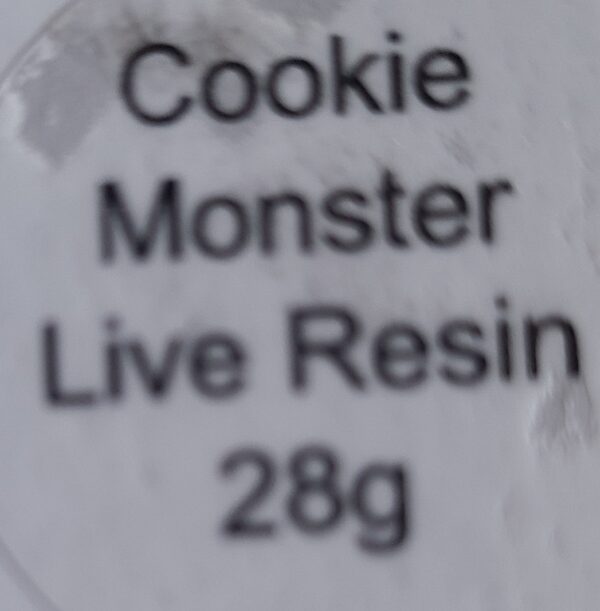 Cookie
Monster
Live Resin
28g